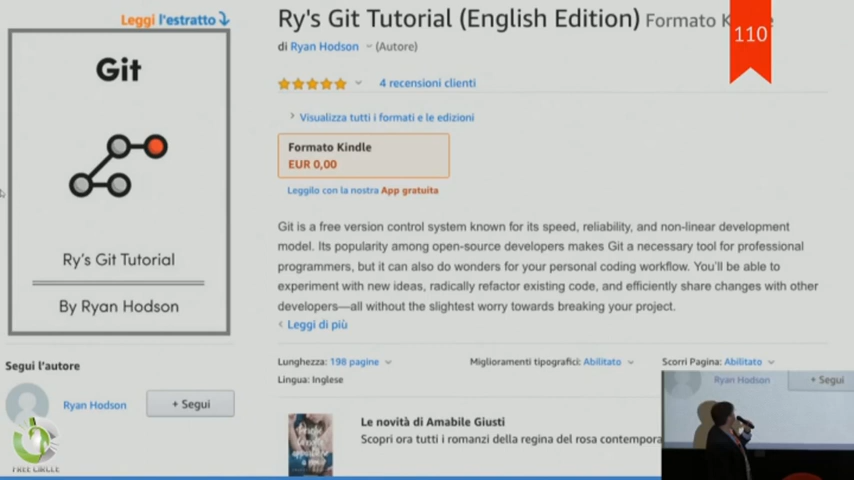 Leggi l'estratto
Git
Ry's Git Tutorial
By Ryan Hodson
Segui l'autore
Ryan Hodson
+ Segui
FREE CIRCLE
Ry's Git Tutorial (English Edition) Formato K e
110
di Ryan Hodson (Autore)
4 recensioni clienti
Visualizza tutti i formati e le edizioni
Formato Kindle
EUR 0,00
Leggilo con la nostra App gratuita
Git is a free version control system known for its speed, reliability, and non-linear development
model. Its popularity among open-source developers makes Git a necessary tool for professional
programmers, but it can also do wonders for your personal coding workflow. You'll be able to
experiment with new ideas, radically refactor existing code, and efficiently share changes with other
developers—all without the slightest worry towards breaking your project.
Leggi di più
Lunghezza: 198 pagine
Miglioramenti tipografici: Abilitato
Scorri Pagina: Abilitato
Lingua: Inglese
Le novità di Amabile Giusti
Scopri ora tutti i romanzi della regina del rosa contempora
Ryan Hodson
+ Segui